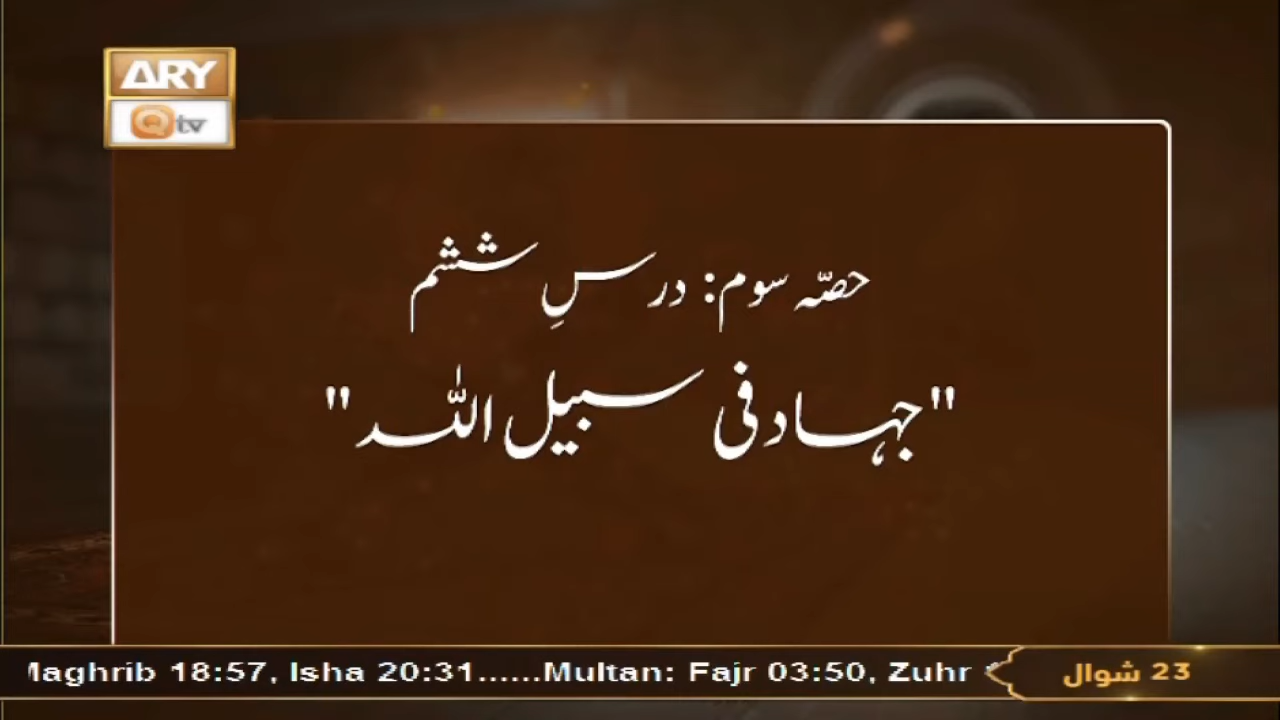 ARY
Qtv
حصّہ سوم: درسِ ششم
"جہاد فی سبیل اللہ"
Maghrib 18:57, Isha 20:31......Multan: Fajr 03:50, Zuhr
23 شوال